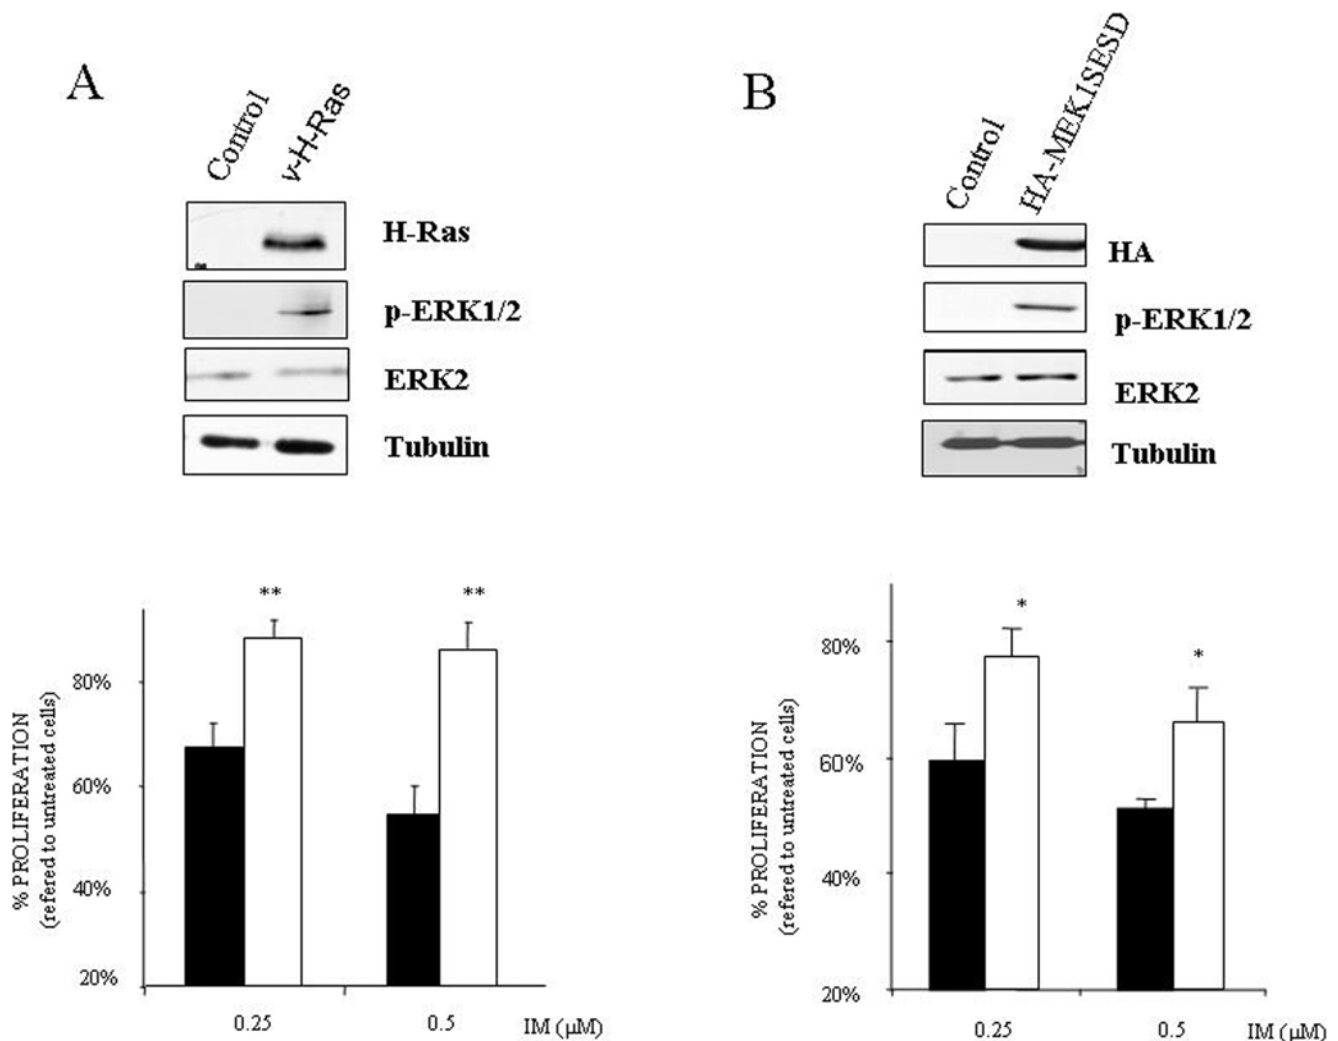 A
Control
v-H-Ras
H-Ras
p-ERK1/2
ERK2
Tubulin
% PROLIFERATION
(refered to untreated cells)
80%
60%
40%
20%
**
**
0.25
0.5
IM (μM)
B
Control
HA-MEK1SESD
HA
p-ERK1/2
ERK2
Tubulin
% PROLIFERATION
(refered to untreated cells)
80%
60%
40%
20%
*
*
0.25
0.5
IM (μM)